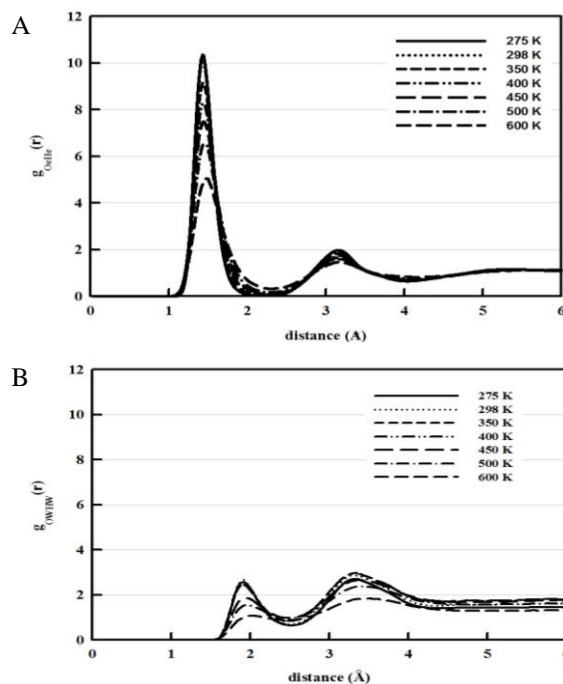 A
g OeHe (r)
12
10
8
6
4
2
0
275 K
298 K
350 K
400 K
450 K
500 K
600 K
0 1 2 3 4 5 6
distance (A)
B
g OWHW (r)
12
10
8
6
4
2
0
275 K
298 K
350 K
400 K
450 K
500 K
600 K
0 1 2 3 4 5 6
distance (Å)